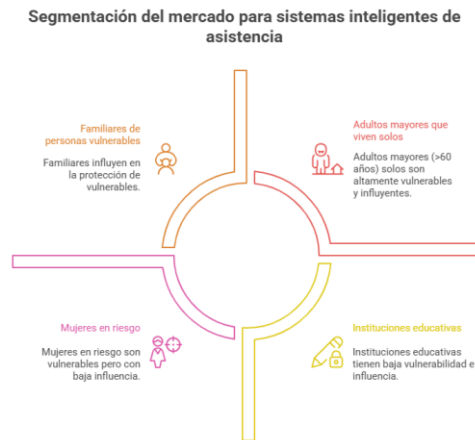 Segmentación del mercado para sistemas inteligentes de
asistencia
Familiares de
personas vulnerables
Familiares influyen en
la protección de
vulnerables.
Adultos mayores que
viven solos
Adultos mayores (>60
años) solos son
altamente vulnerables
y influyentes.
Mujeres en riesgo
Mujeres en riesgo son
vulnerables pero con
baja influencia.
Instituciones educativas
Instituciones educativas
tienen baja vulnerabilidad e
influencia.